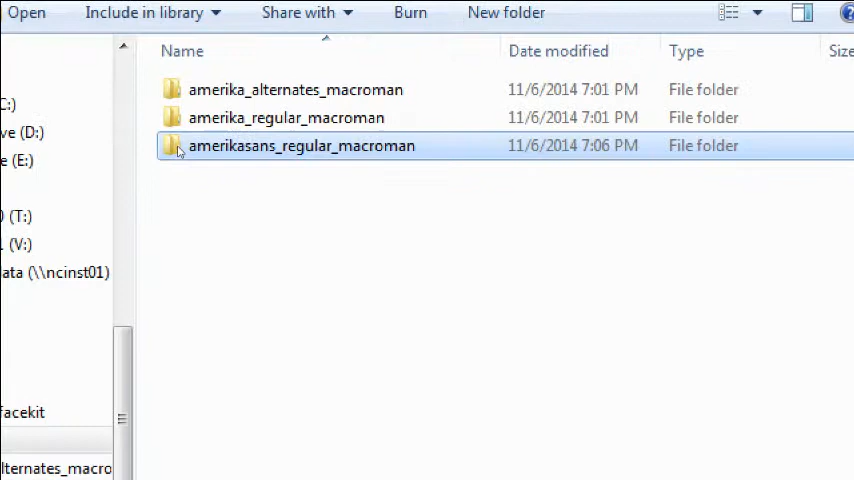 Open Include in library Share with Burn New folder
Name Date modified Type Size
amerika_alternates_macroman 11/6/2014 7:01 PM File folder
C:)
amerika_regular_macroman 11/6/2014 7:01 PM File folder
ve (D:)
amerikasans_regular_macroman 11/6/2014 7:06 PM File folder
e (E:)
0 (T:)
(V:)
ata (\\ncinst01)
facekit
lternates_macro